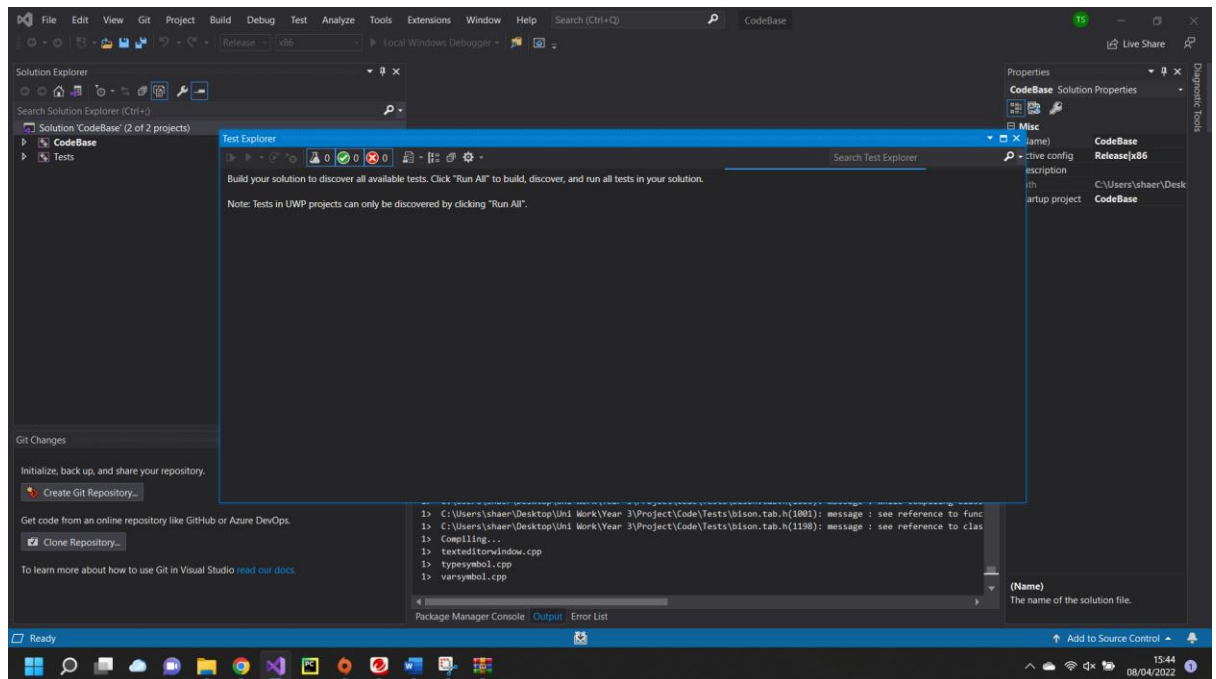 File Edit View Git Project Build Debug Test Analyze Tools Extensions Window Help Search (Ctrl+Q) CodeBase TS
Release x86 Local Windows Debugger Live Share
Solution Explorer
Search Solution Explorer (Ctrl+;)
Solution 'CodeBase' (2 of 2 projects)
CodeBase
Tests
Test Explorer
0 0 0 Search Test Explorer
Build your solution to discover all available tests. Click "Run All" to build, discover, and run all tests in your solution.
Note: Tests in UWP projects can only be discovered by clicking "Run All".
Properties
CodeBase Solution Properties
Misc
ame) CodeBase
ctive config Release|x86
escription
th C:\Users\shaer\Desk
artup project CodeBase
(Name)
The name of the solution file.
Diagnostic Tools
Git Changes
Initialize, back up, and share your repository.
Create Git Repository...
Get code from an online repository like GitHub or Azure DevOps.
Clone Repository...
To learn more about how to use Git in Visual Studio read our docs.
1> C:\Users\shaer\Desktop\Uni Work\Year 3\Project\Code\Tests\bison.tab.h(1001): message : see reference to func
1> C:\Users\shaer\Desktop\Uni Work\Year 3\Project\Code\Tests\bison.tab.h(1198): message : see reference to clas
1> Compiling...
1> texteditorwindow.cpp
1> typesymbol.cpp
1> varsymbol.cpp
Package Manager Console Output Error List
Ready Add to Source Control
15:44
08/04/2022
1